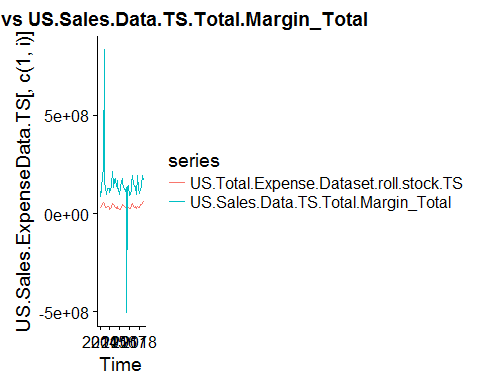 vs US.Sales.Data.TS.Total.Margin_Total
US.Sales.ExpenseData.TS[, c(1, i)]
5e+08
0e+00
-5e+08
Time
series
US.Total.Expense.Dataset.roll.stock.TS
US.Sales.Data.TS.Total.Margin_Total